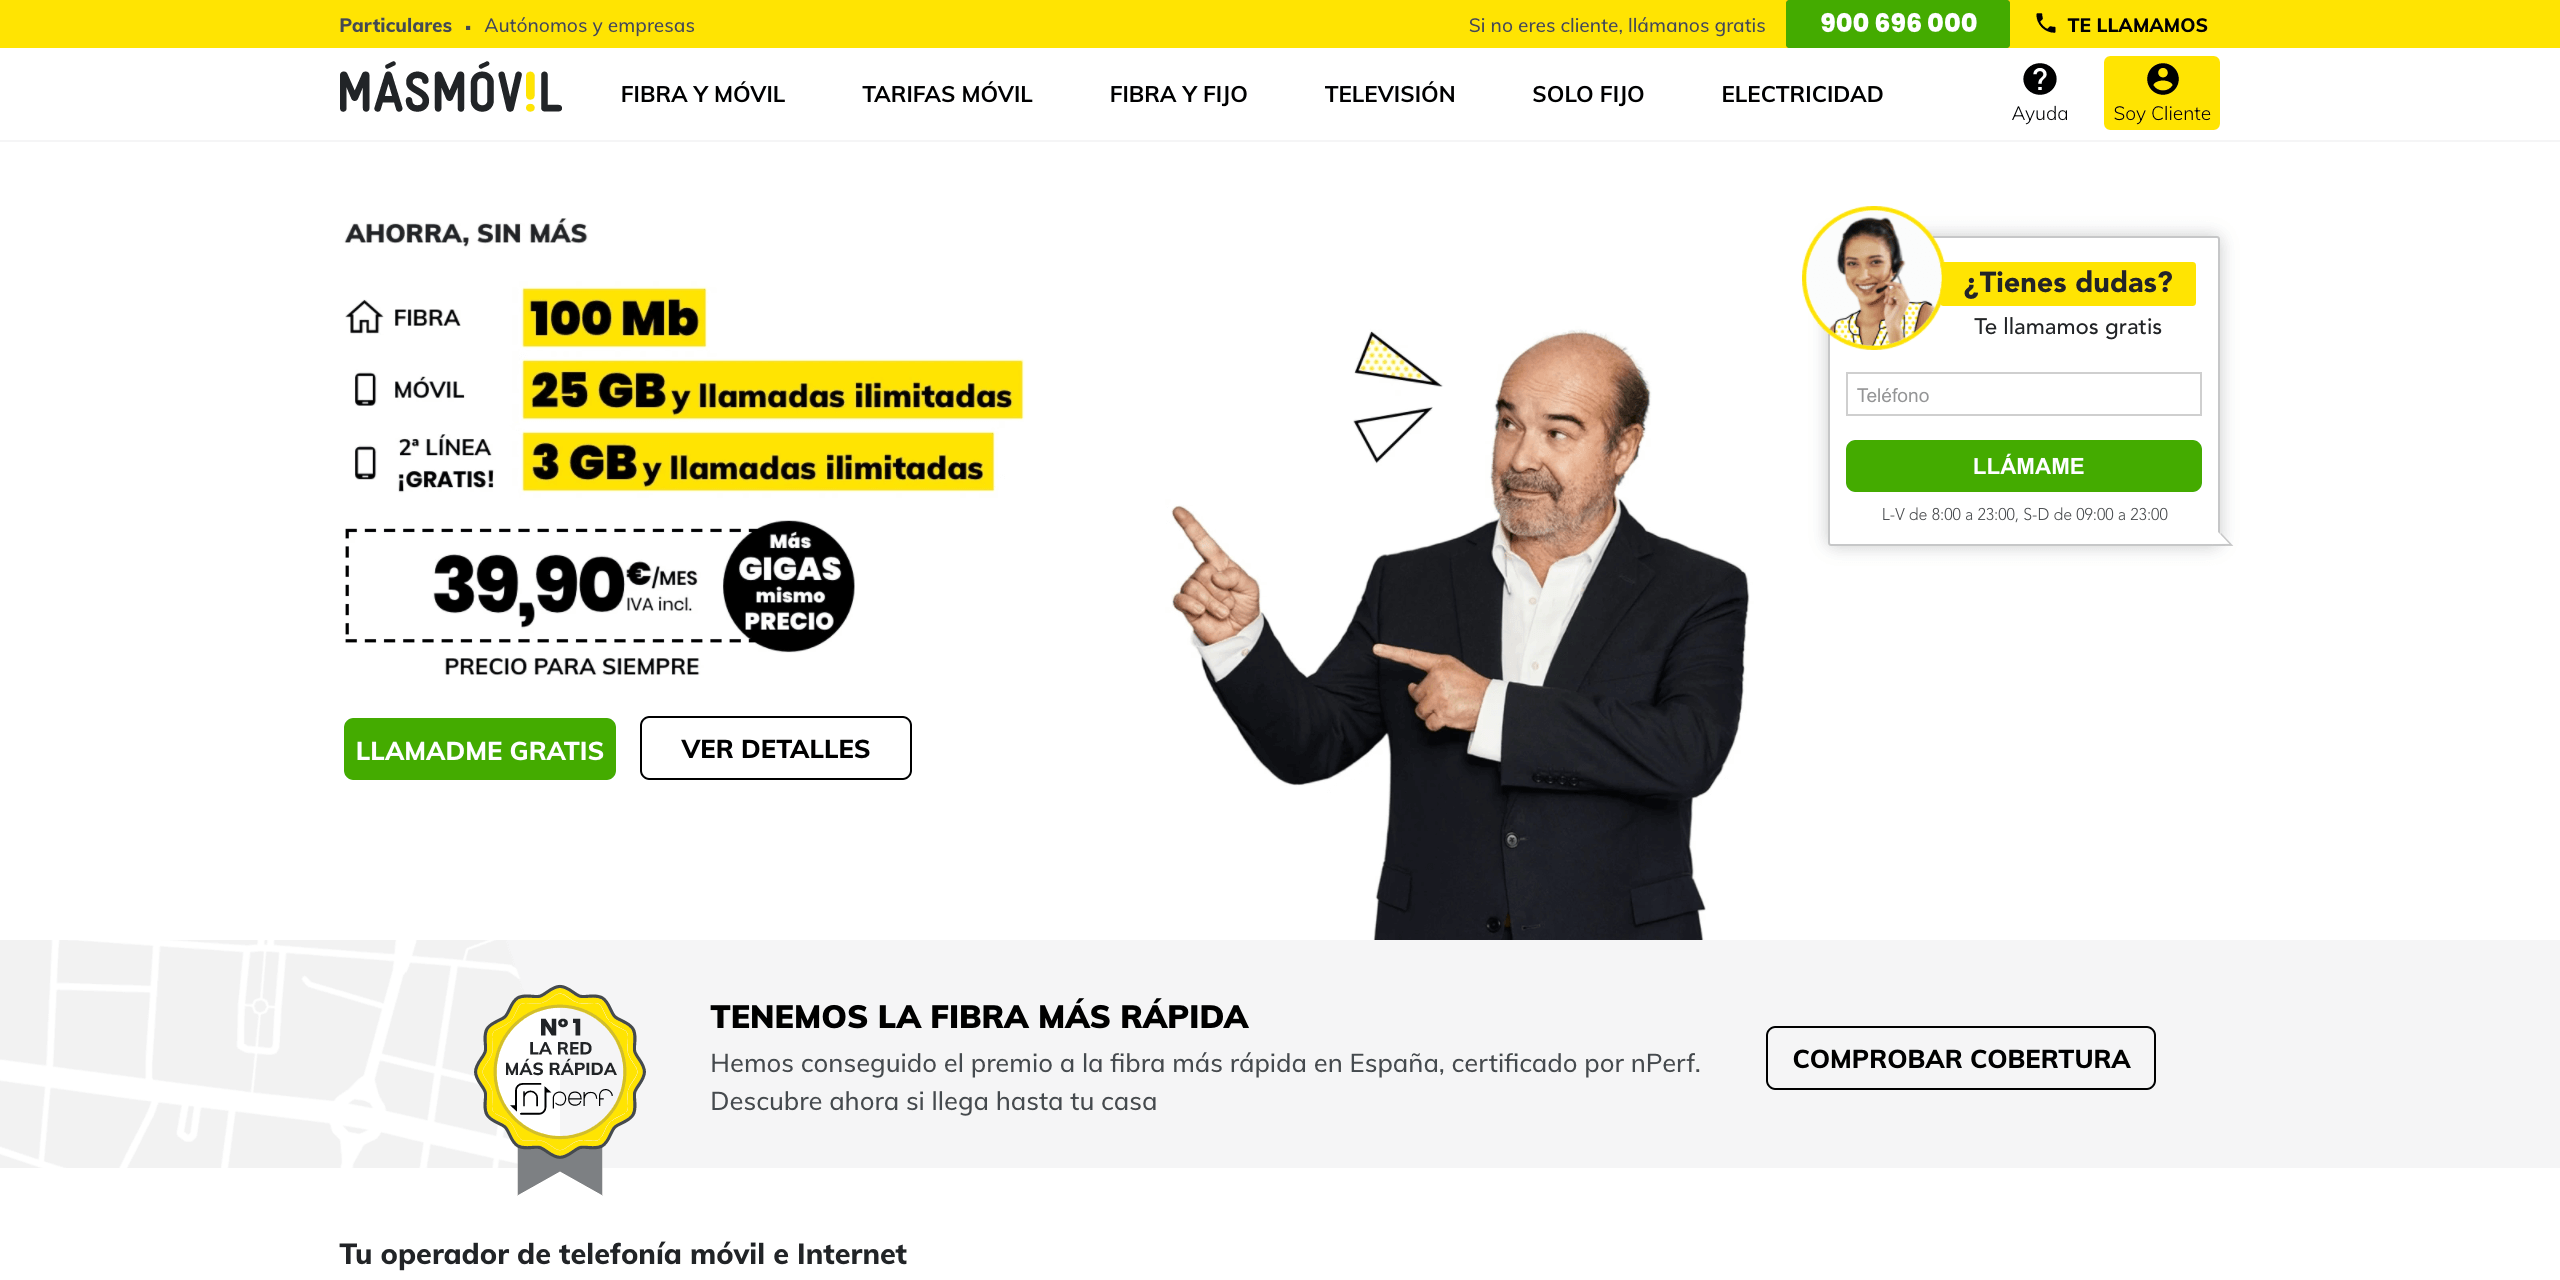 Particulares · Autónomos y empresas
Si no eres cliente, llámanos gratis
900 696 000
TE LLAMAMOS
MÁSMÓVIL
FIBRA Y MÓVIL
TARIFAS MÓVIL
FIBRA Y FIJO
TELEVISIÓN
SOLO FIJO
ELECTRICIDAD
Ayuda
Soy Cliente
AHORRA, SIN MÁS
FIBRA 100 Mb
MÓVIL 25 GB y llamadas ilimitadas
2ª LÍNEA
¡GRATIS!
3 GB y llamadas ilimitadas
39,90€/MES
IVA incl.
Más
GIGAS
mismo
PRECIO
PRECIO PARA SIEMPRE
LLAMADME GRATIS
VER DETALLES
¿Tienes dudas?
Te llamamos gratis
Teléfono
LLÁMAME
L-V de 8:00 a 23:00, S-D de 09:00 a 23:00
Nº 1
LA RED
MÁS RÁPIDA
nperf
TENEMOS LA FIBRA MÁS RÁPIDA
Hemos conseguido el premio a la fibra más rápida en España, certificado por nPerf.
Descubre ahora si llega hasta tu casa
COMPROBAR COBERTURA
Tu operador de telefonía móvil e Internet